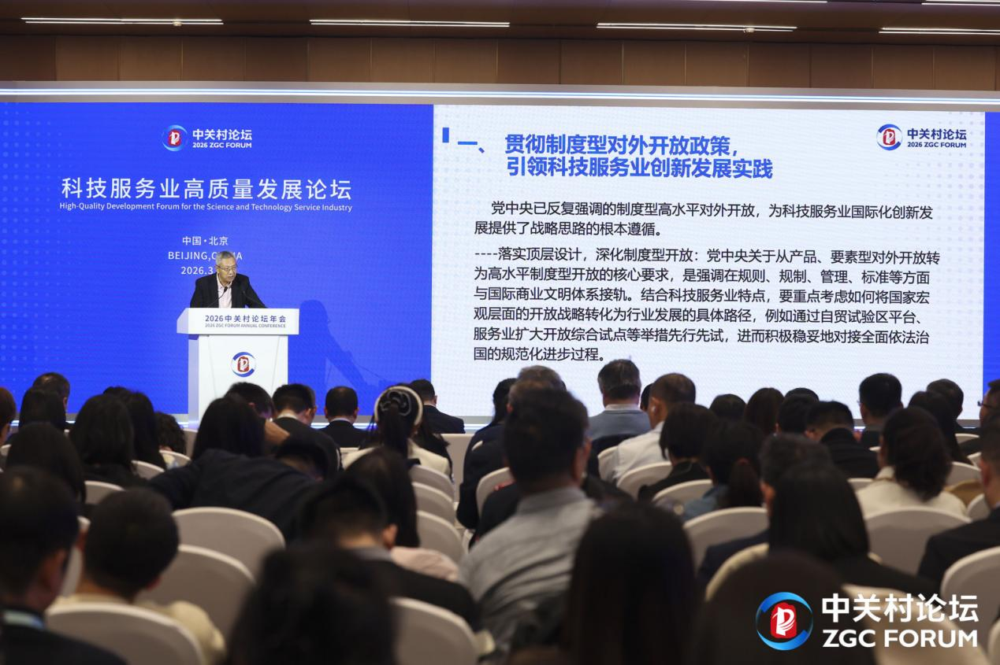 中关村论坛
2026 ZGC FORUM
科技服务业高质量发展论坛
High-Quality Development Forum for the Science and Technology Service Industry
中国·北京
BEIJING,
2026.3
2026中关村论坛年会
2026 ZGC FORUM ANNUAL CONFERENCE
中关村论坛
2026 ZGC FORUM
一、 贯彻制度型对外开放政策，
引领科技服务业创新发展实践
党中央已反复强调的制度型高水平对外开放，为科技服务业国际化创新发
展提供了战略思路的根本遵循。
----落实顶层设计，深化制度型开放：党中央关于从产品、要素型对外开放转
为高水平制度型开放的核心要求，是强调在规则、规制、管理、标准等方面
与国际商业文明体系接轨。结合科技服务业特点，要重点考虑如何将国家宏
观层面的开放战略转化为行业发展的具体路径，例如通过自贸试验区平台、
服务业扩大开放综合试点等举措先行先试，进而积极稳妥地对接全面依法治
国的规范化进步过程。
中关村论坛
ZGC FORUM